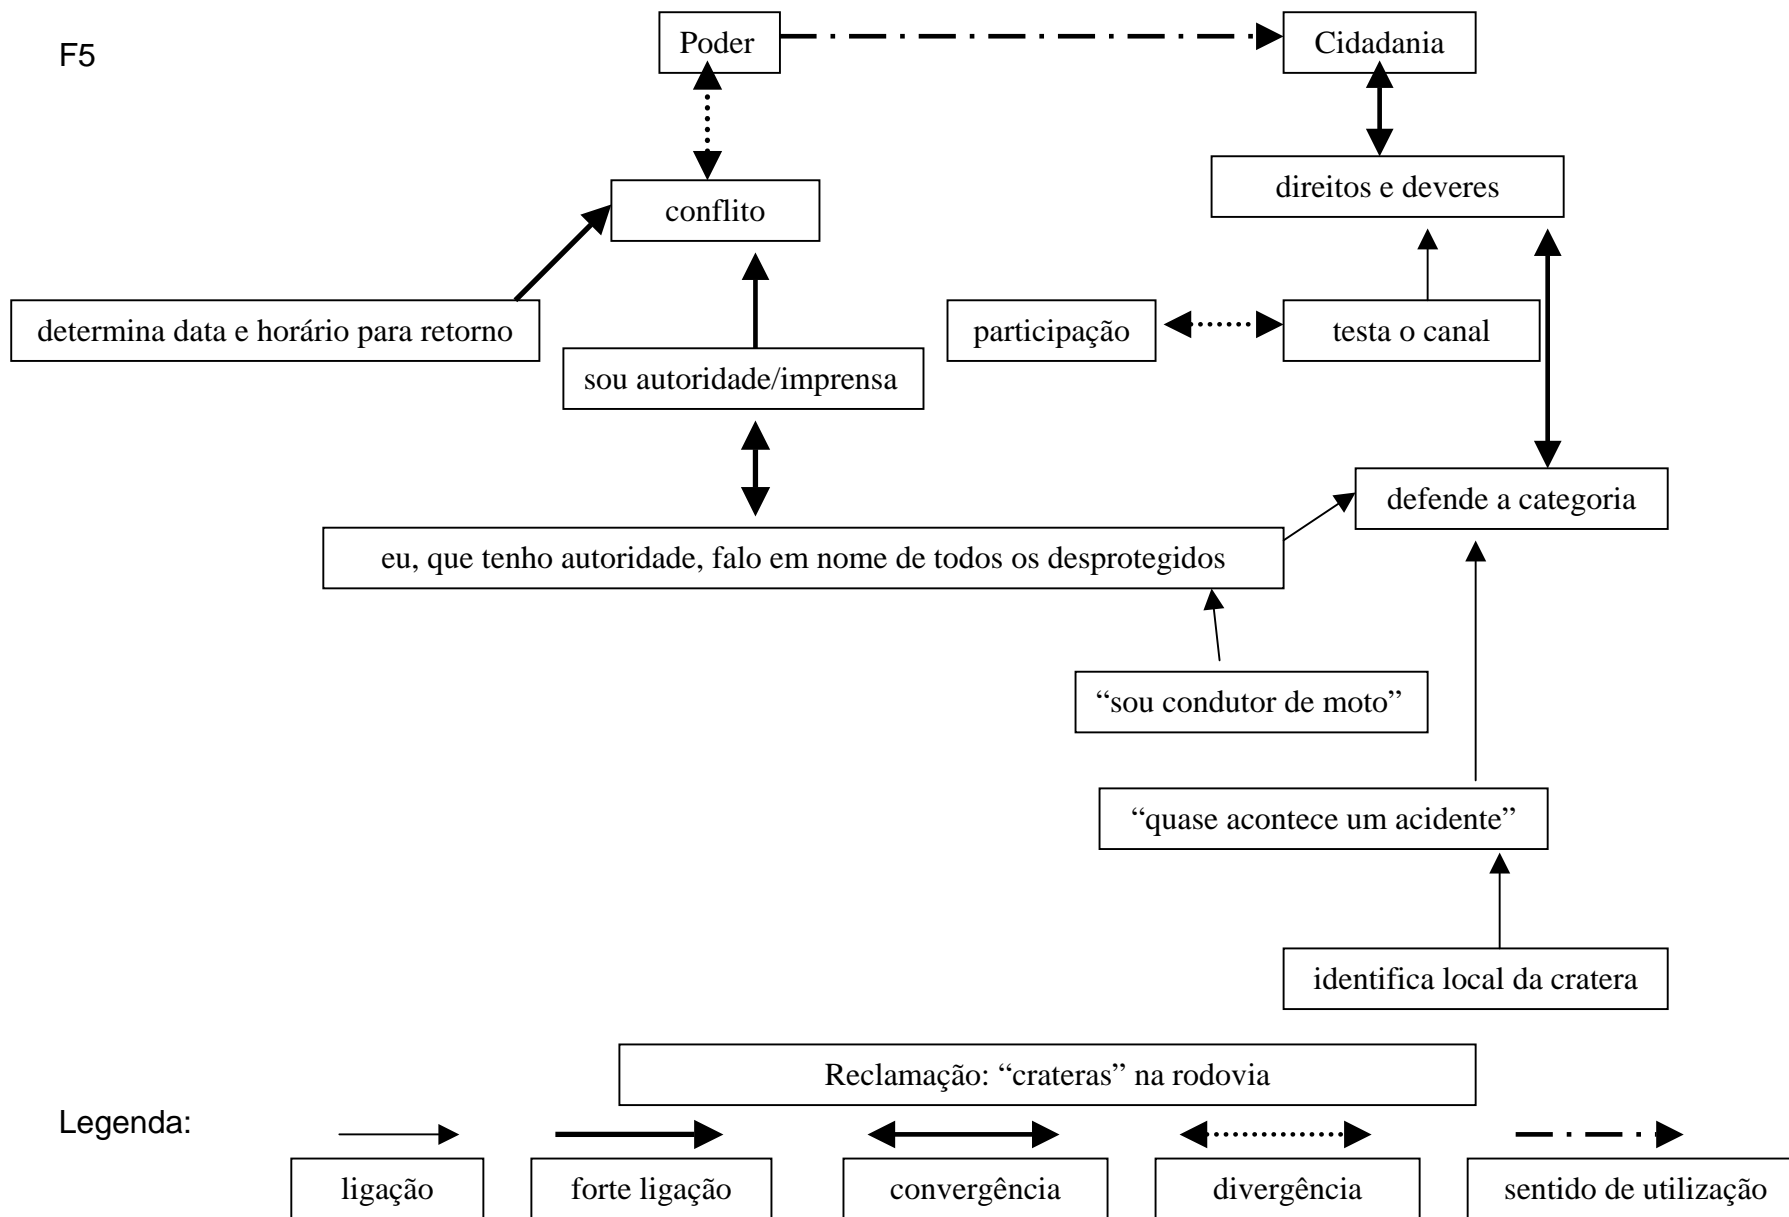 F5
Poder
Cidadania
direitos e deveres
conflito
determina data e horário para retorno
participação
testa o canal
sou autoridade/imprensa
defende a categoria
eu, que tenho autoridade, falo em nome de todos os desprotegidos
“sou condutor de moto”
“quase acontece um acidente”
identifica local da cratera
Reclamação: “crateras” na rodovia
Legenda:
ligação
forte ligação
convergência
divergência
sentido de utilização